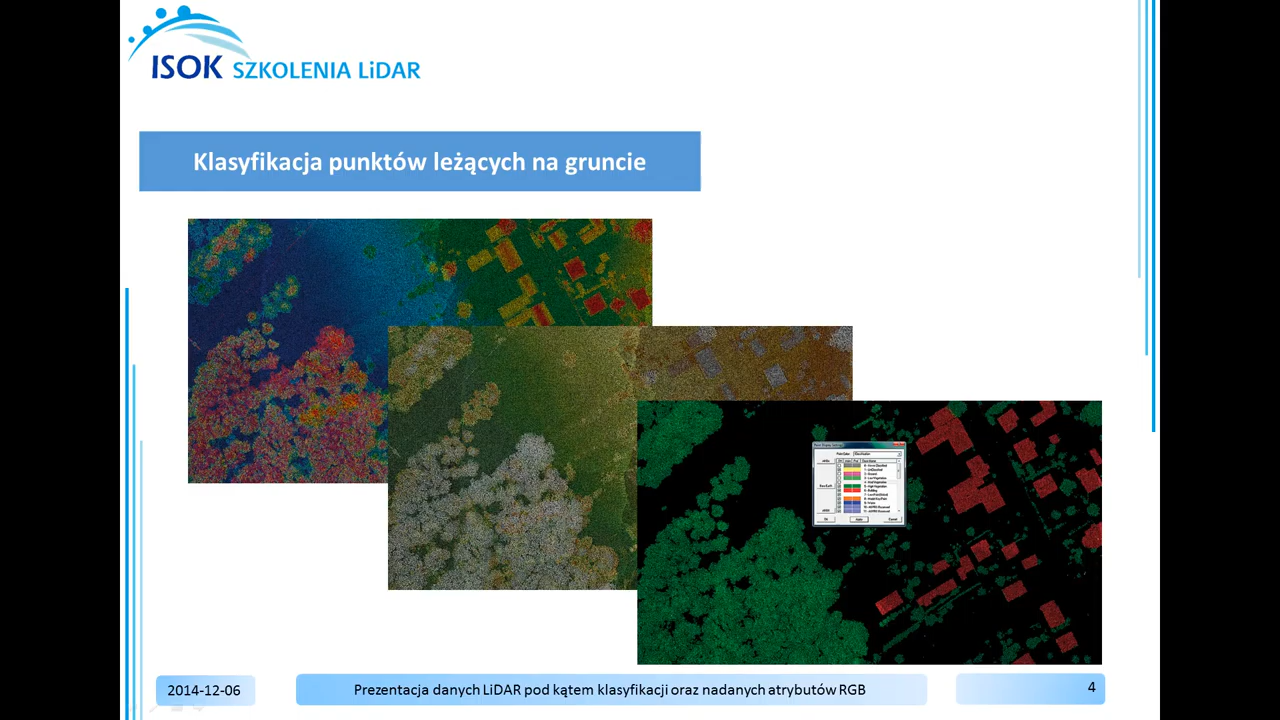 ISOK SZKOLENIA LiDAR
Klasyfikacja punktów leżących na gruncie
2014-12-06
Prezentacja danych LiDAR pod kątem klasyfikacji oraz nadanych atrybutów RGB
4